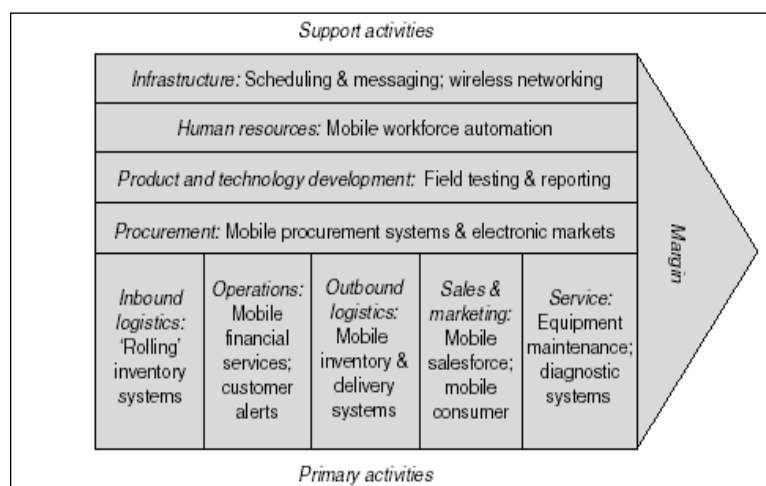 Support activities
Infrastructure: Scheduling & messaging; wireless networking
Human resources: Mobile workforce automation
Product and technology development: Field testing & reporting
Procurement: Mobile procurement systems & electronic markets
Inbound
logistics:
'Rolling'
inventory
systems
Operations:
Mobile
financial
services;
customer
alerts
Outbound
logistics:
Mobile
inventory &
delivery
systems
Sales &
marketing:
Mobile
salesforce;
mobile
consumer
Service:
Equipment
maintenance;
diagnostic
systems
Margin
Primary activities